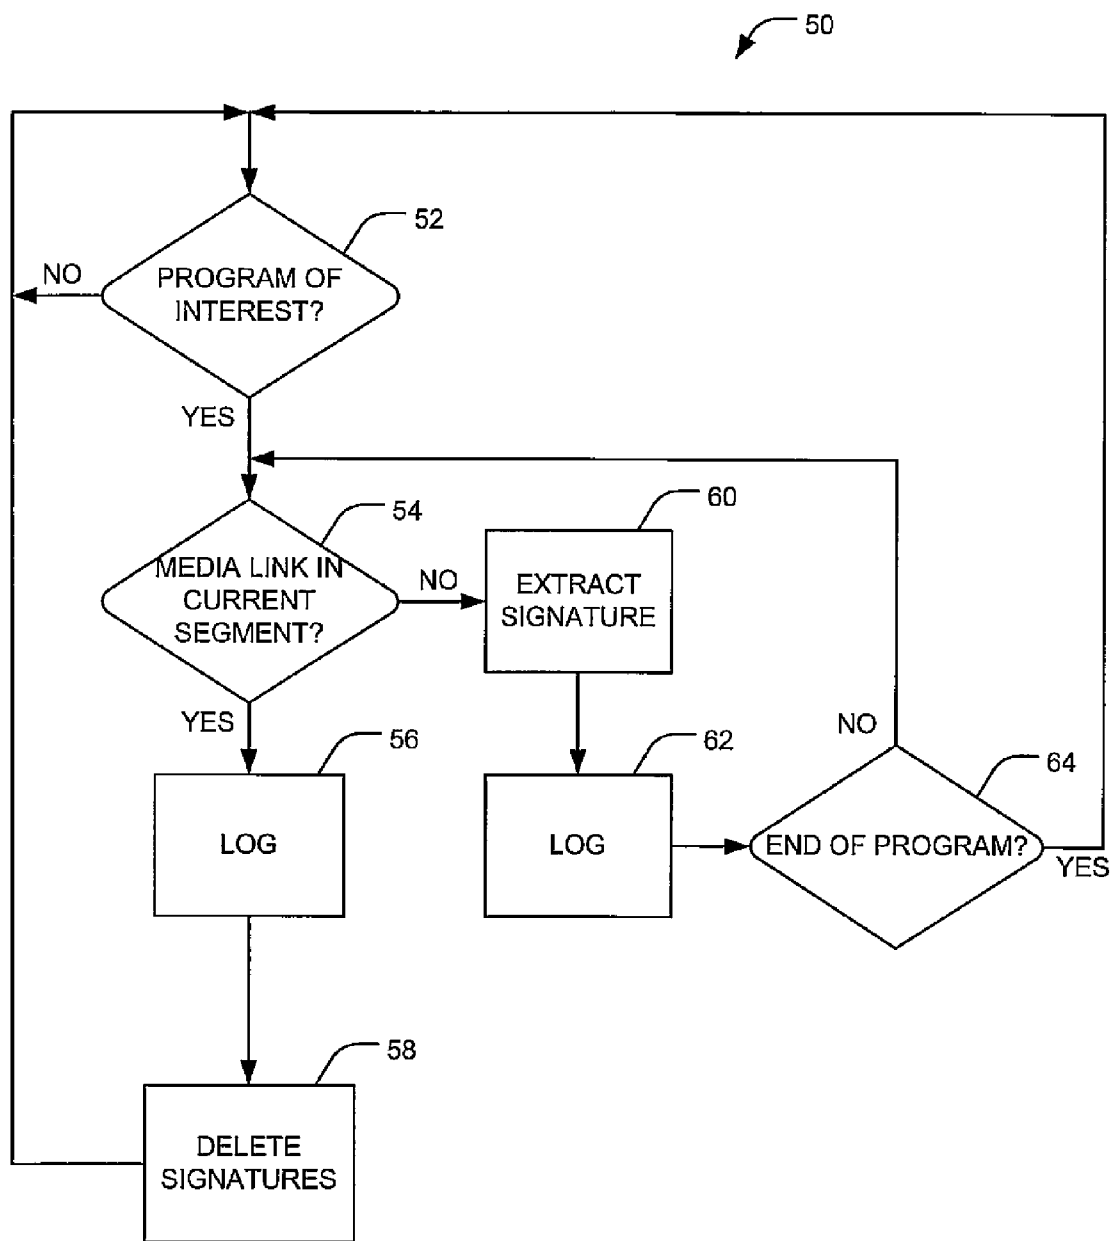 50
52
PROGRAM OF
INTEREST?
NO
YES
54
MEDIA LINK IN
CURRENT
SEGMENT?
NO
YES
60
EXTRACT
SIGNATURE
56
LOG
62
LOG
NO
64
END OF PROGRAM?
YES
58
DELETE
SIGNATURES